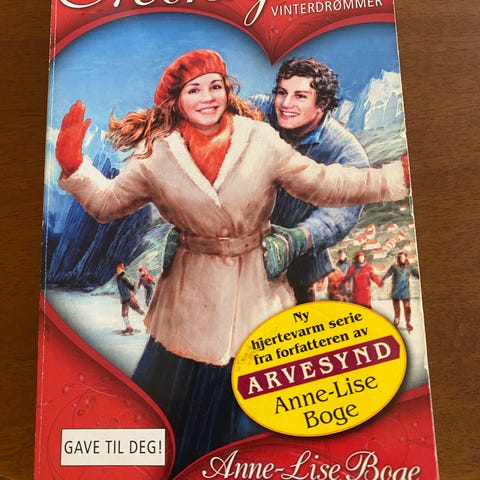 VINTERDRØMMER
Ny
hjertevarm serie
fra forfatteren av
ARVESYND
Anne-Lise
Boge
GAVE TIL DEG!
Anne-Lise Boge